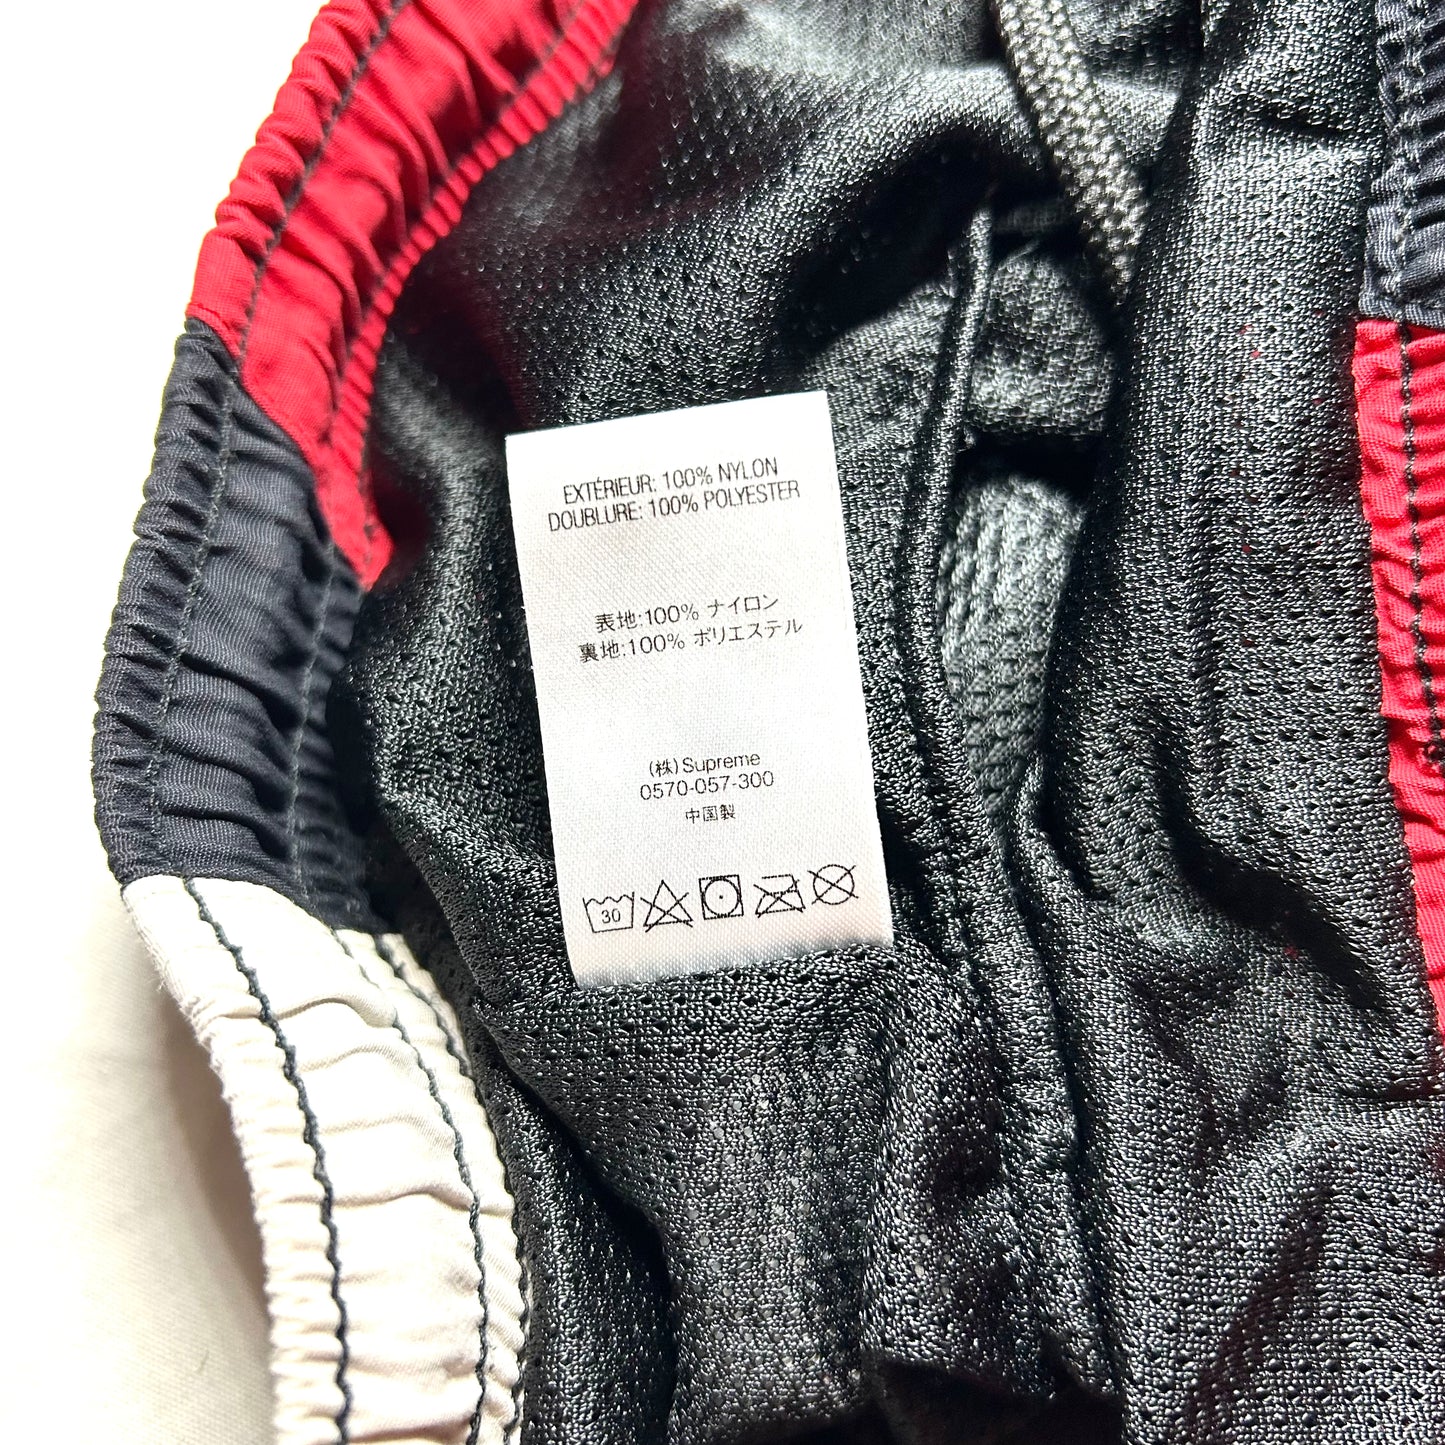 EXTÉRIEUR: 100% NYLON
DOUBLURE: 100% POLYESTER
表地:100% ナイロン
裏地:100% ポリエステル
(株)Supreme
0570-057-300
中国製
30